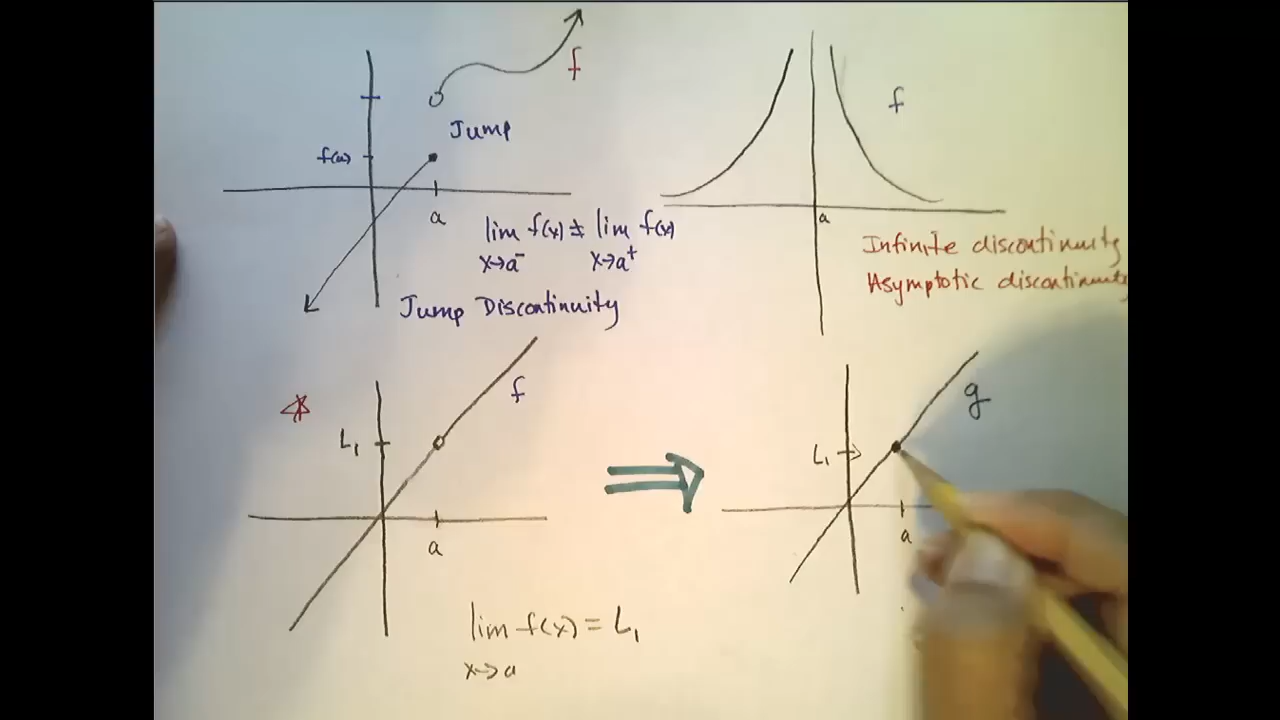 f
Jump
f(a)
a
lim f(x) ≠ lim f(x)
x→a⁻ x→a⁺
Jump Discontinuity
f
a
Infinite discontinuity
Asymptotic discontinuity
f
L₁
a
lim f(x) = L₁
x→a
g
L₁
a